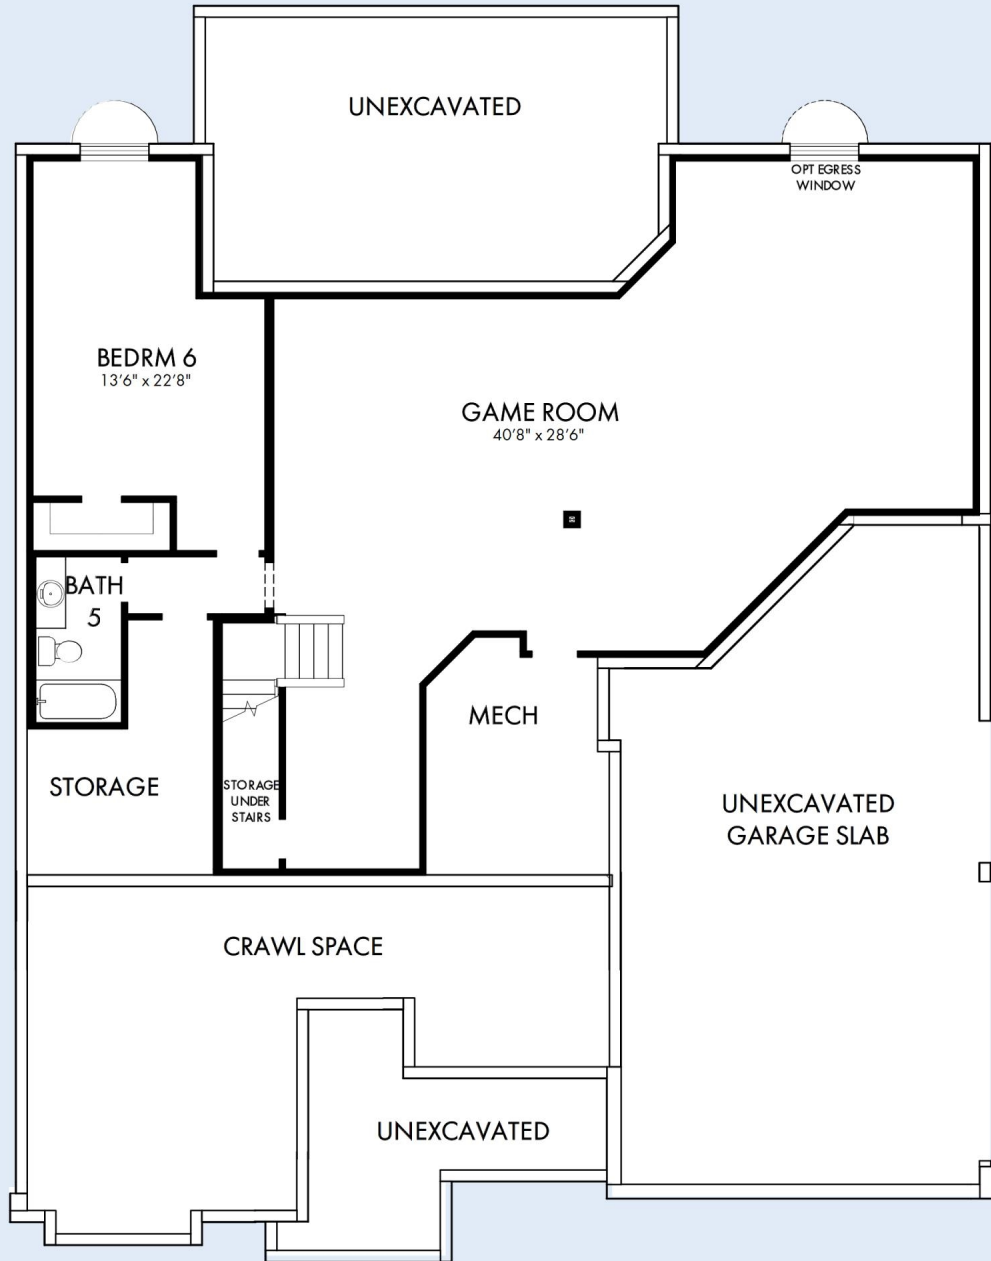 UNEXCAVATED
OPT EGRESS
WINDOW
BEDRM 6
13'6" x 22'8"
GAME ROOM
40'8" x 28'6"
BATH
5
MECH
STORAGE
STORAGE
UNDER
STAIRS
UNEXCAVATED
GARAGE SLAB
CRAWL SPACE
UNEXCAVATED